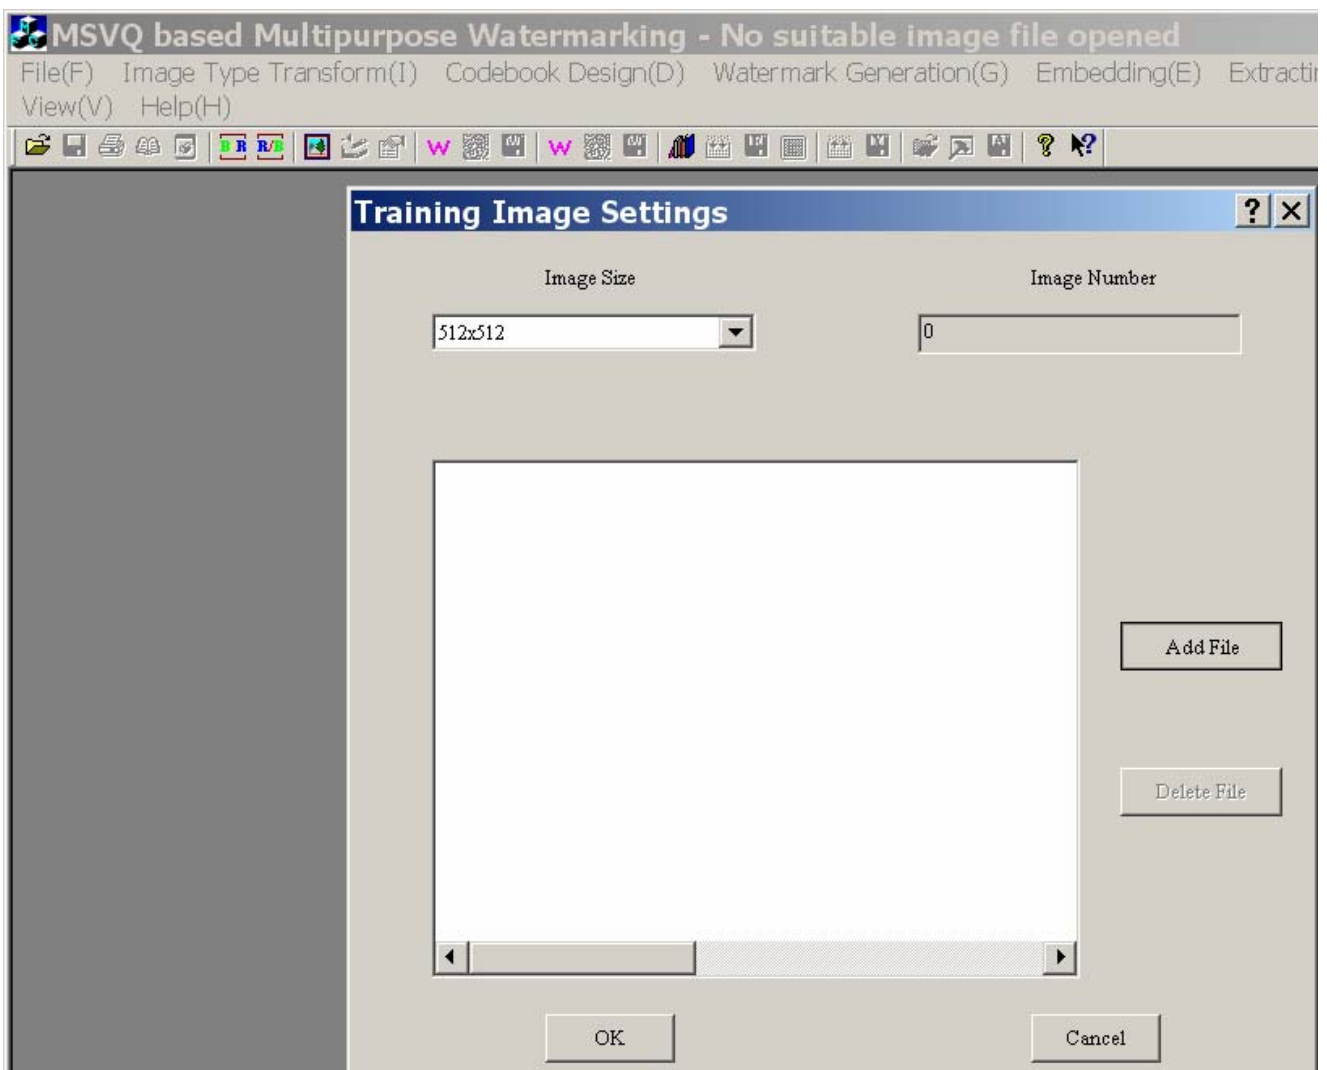 MSVQ based Multipurpose Watermarking - No suitable image file opened
File(F) Image Type Transform(I) Codebook Design(D) Watermark Generation(G) Embedding(E) Extractin
View(V) Help(H)
B R R/B W W
Training Image Settings
Image Size Image Number
512x512 0
Add File
Delete File
OK Cancel